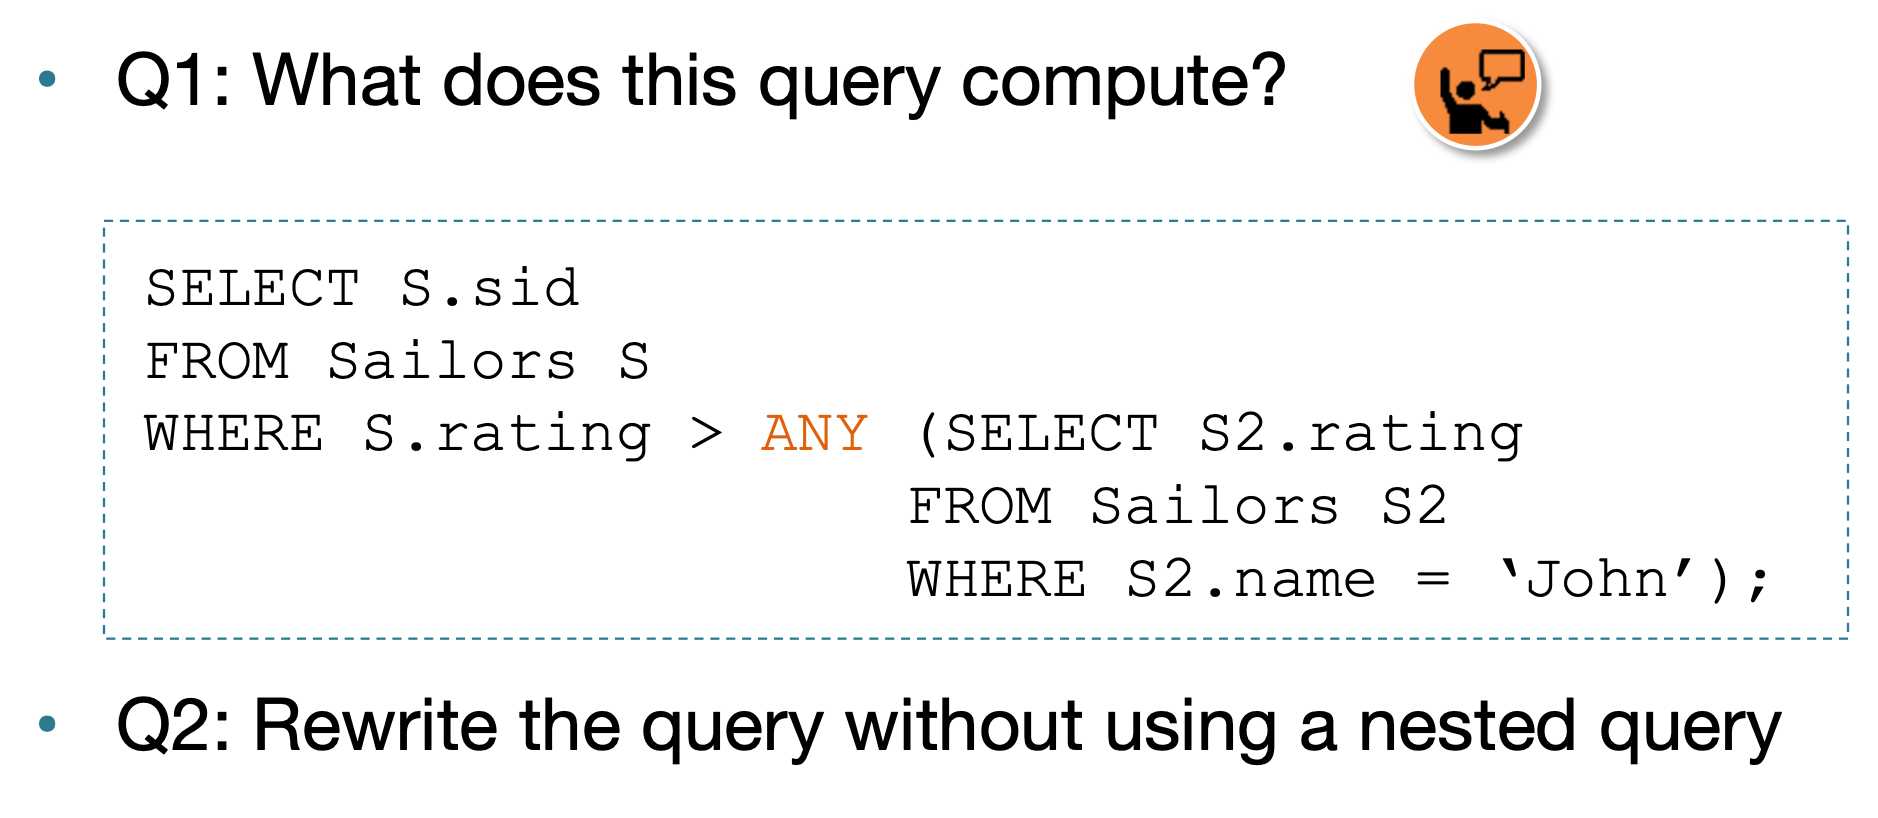 • Q1: What does this query compute?
SELECT S.sid
FROM Sailors S
WHERE S.rating > ANY (SELECT S2.rating
FROM Sailors S2
WHERE S2.name = ‘John’);
• Q2: Rewrite the query without using a nested query